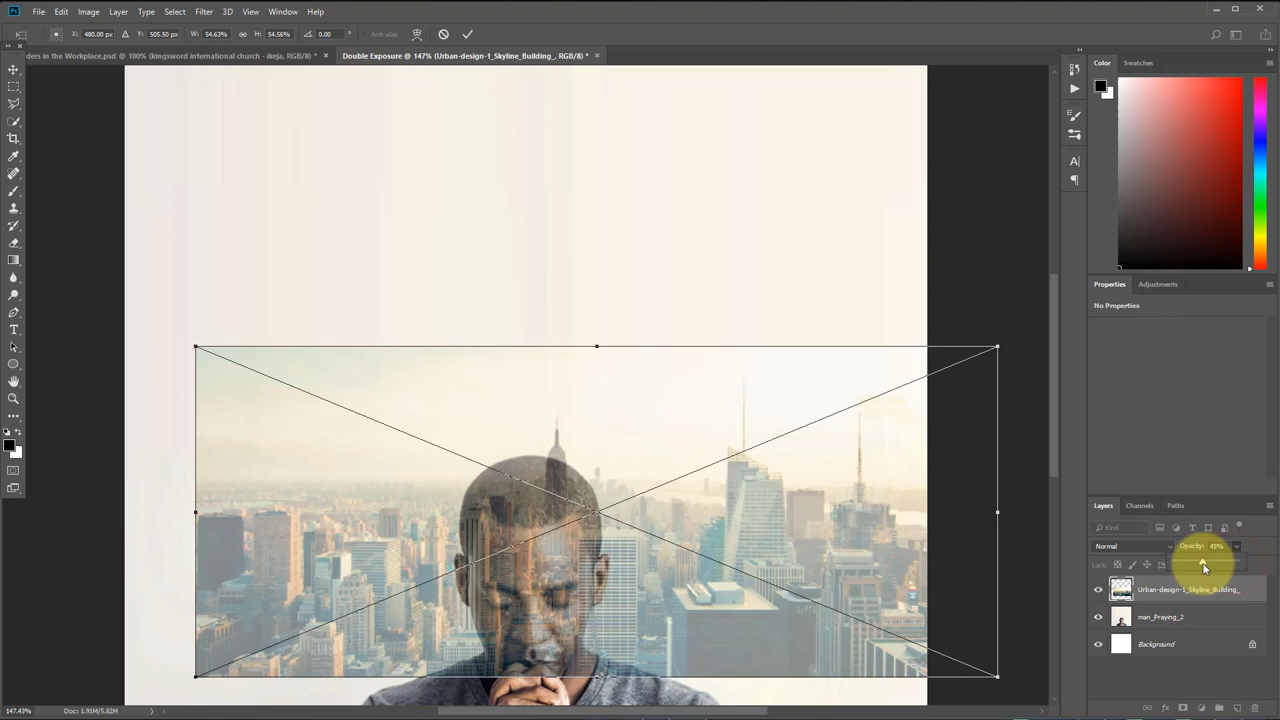 Ps File Edit Image Layer Type Select Filter 3D View Window Help
X: 480.00 px Y: 505.50 px W: 54.63% H: 54.56% 0.00 ° Anti-alias
ders in the Workplace.psd @ 100% (kingsword international church - ikeja, RGB/8) * × Double Exposure @ 147% (Urban-design-1_Skyline_Building_, RGB/8) * ×
Color Swatches
Properties Adjustments
No Properties
Layers Channels Paths
Kind
Normal Opacity: 45%
Lock:
Urban-design-1_Skyline_Building_
man_Praying_2
Background
147.43% Doc: 1.91M/5.82M